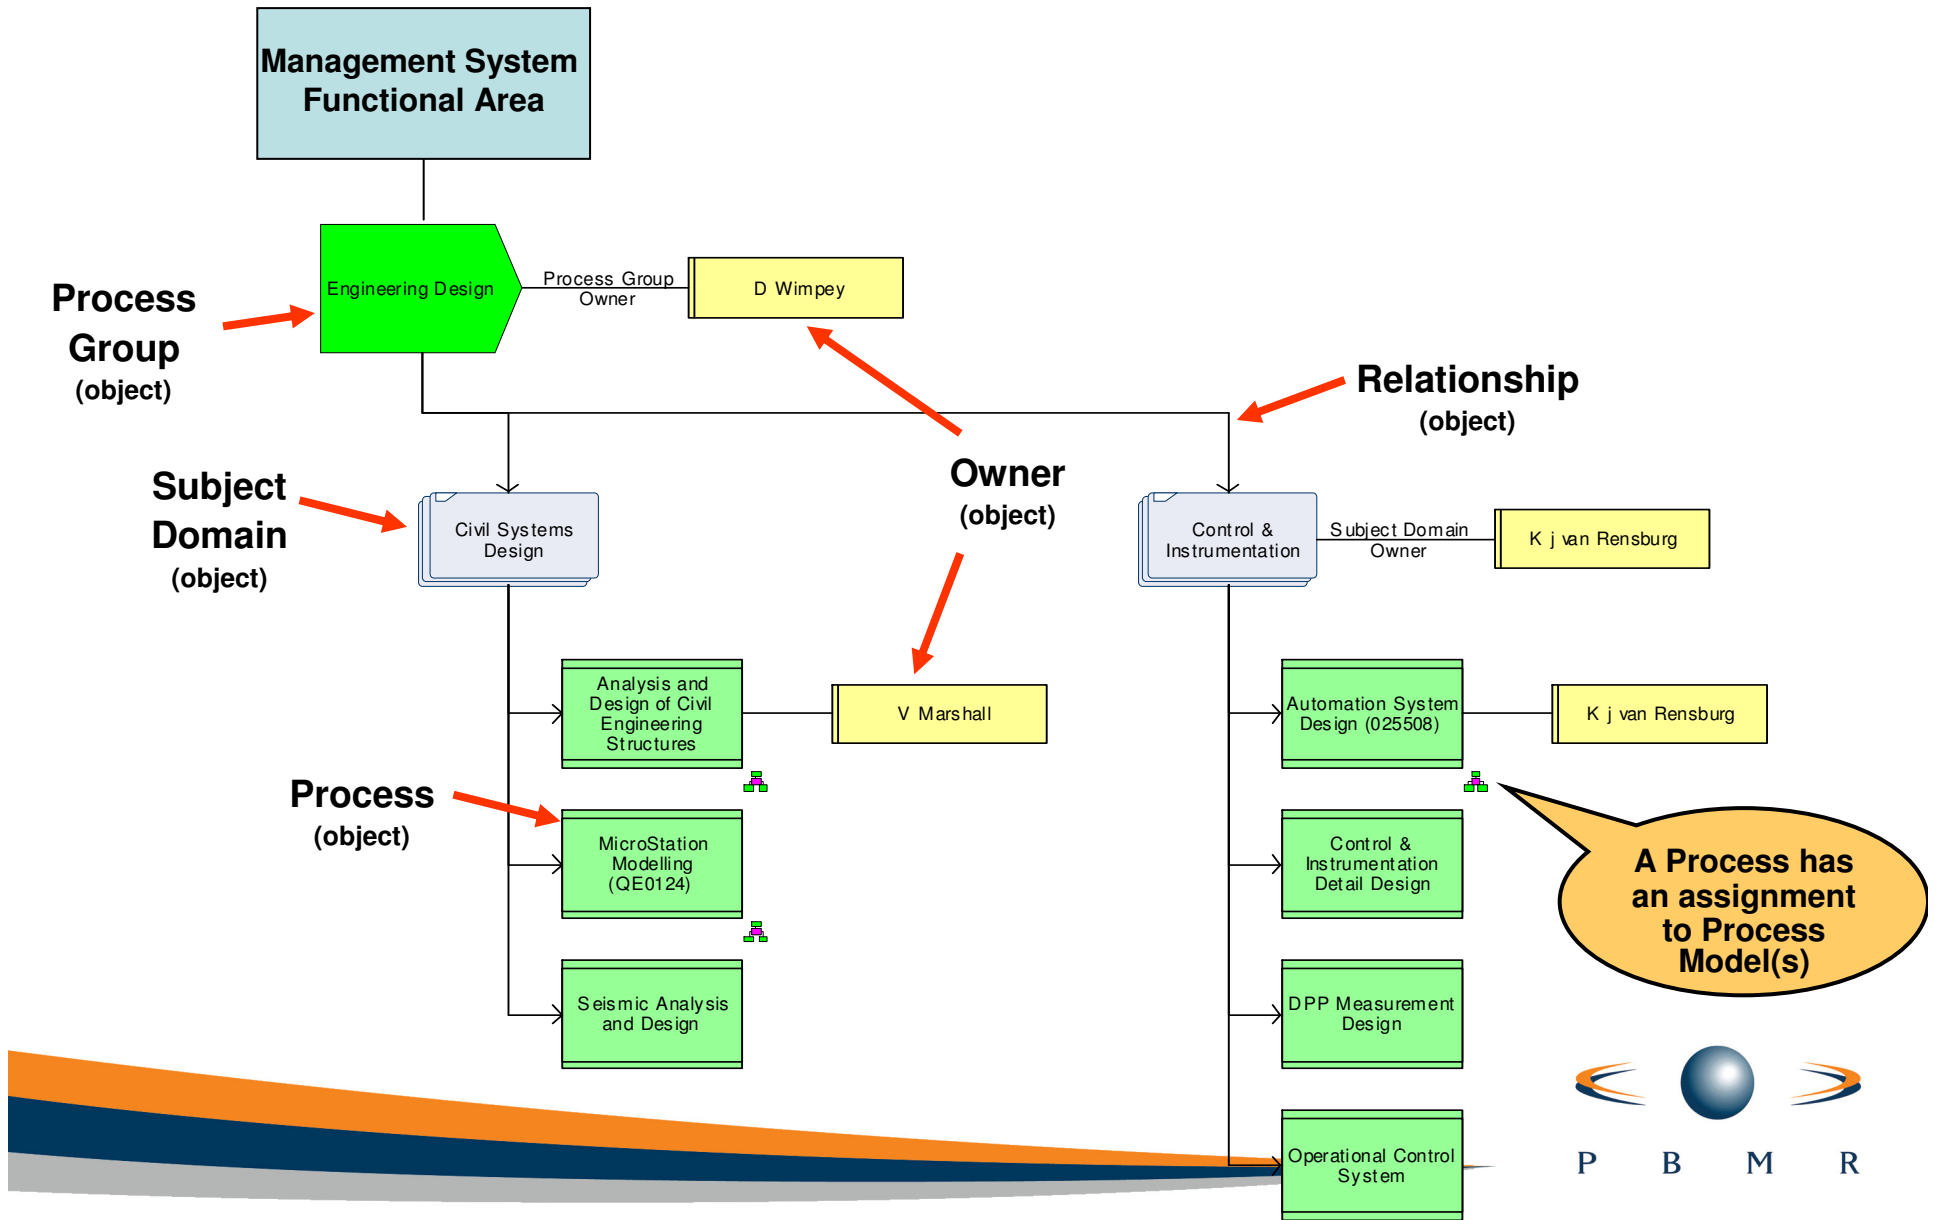 Management System
Functional Area
Process
Group
(object)
Engineering Design
Process Group
Owner
D Wimpey
Relationship
(object)
Subject
Domain
(object)
Civil Systems
Design
Owner
(object)
Control &
Instrumentation
Subject Domain
Owner
K j van Rensburg
Analysis and
Design of Civil
Engineering
Structures
V Marshall
Automation System
Design (025508)
K j van Rensburg
Process
(object)
MicroStation
Modelling
(QE0124)
Control &
Instrumentation
Detail Design
A Process has
an assignment
to Process
Model(s)
Seismic Analysis
and Design
DPP Measurement
Design
Operational Control
System
P B M R